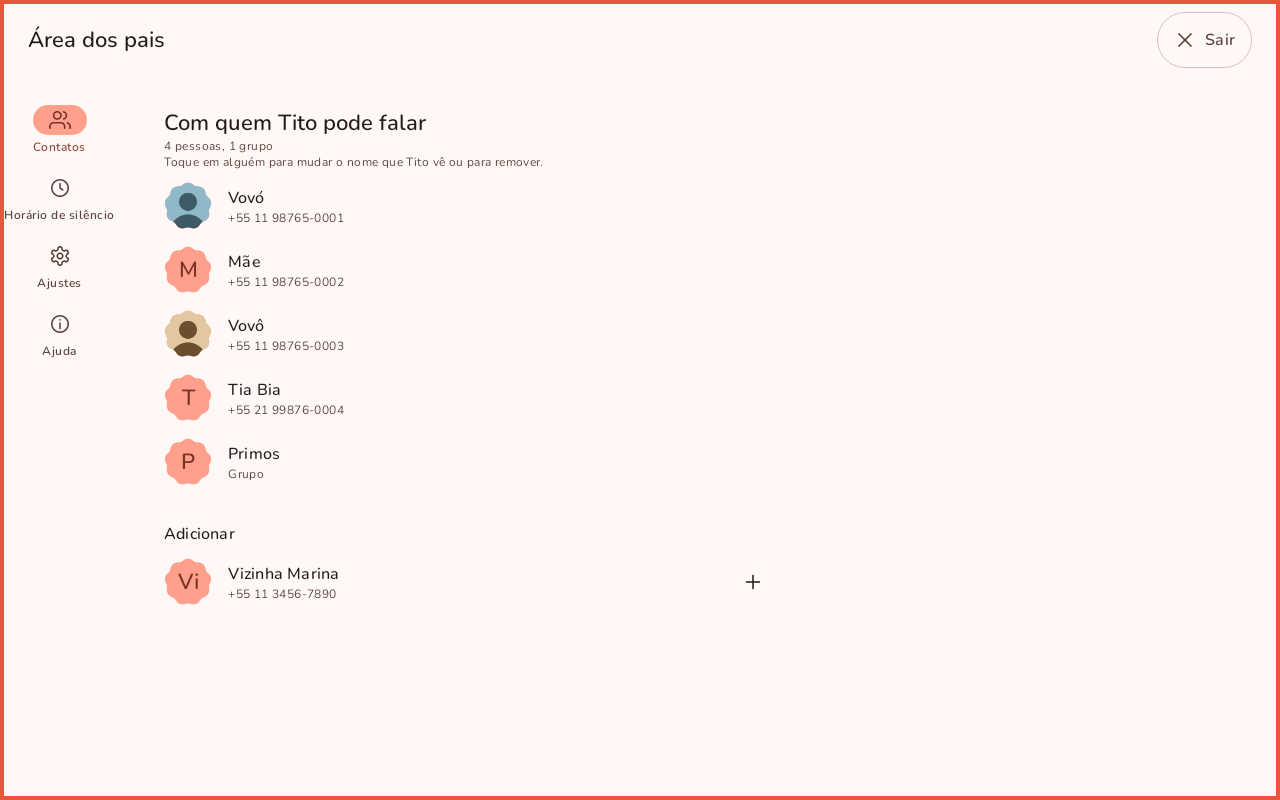 Área dos pais
Sair
Contatos
Horário de silêncio
Ajustes
Ajuda
Com quem Tito pode falar
4 pessoas, 1 grupo
Toque em alguém para mudar o nome que Tito vê ou para remover.
Vovó
+55 11 98765-0001
M
Mãe
+55 11 98765-0002
Vovô
+55 11 98765-0003
T
Tia Bia
+55 21 99876-0004
P
Primos
Grupo
Adicionar
Vi
Vizinha Marina
+55 11 3456-7890